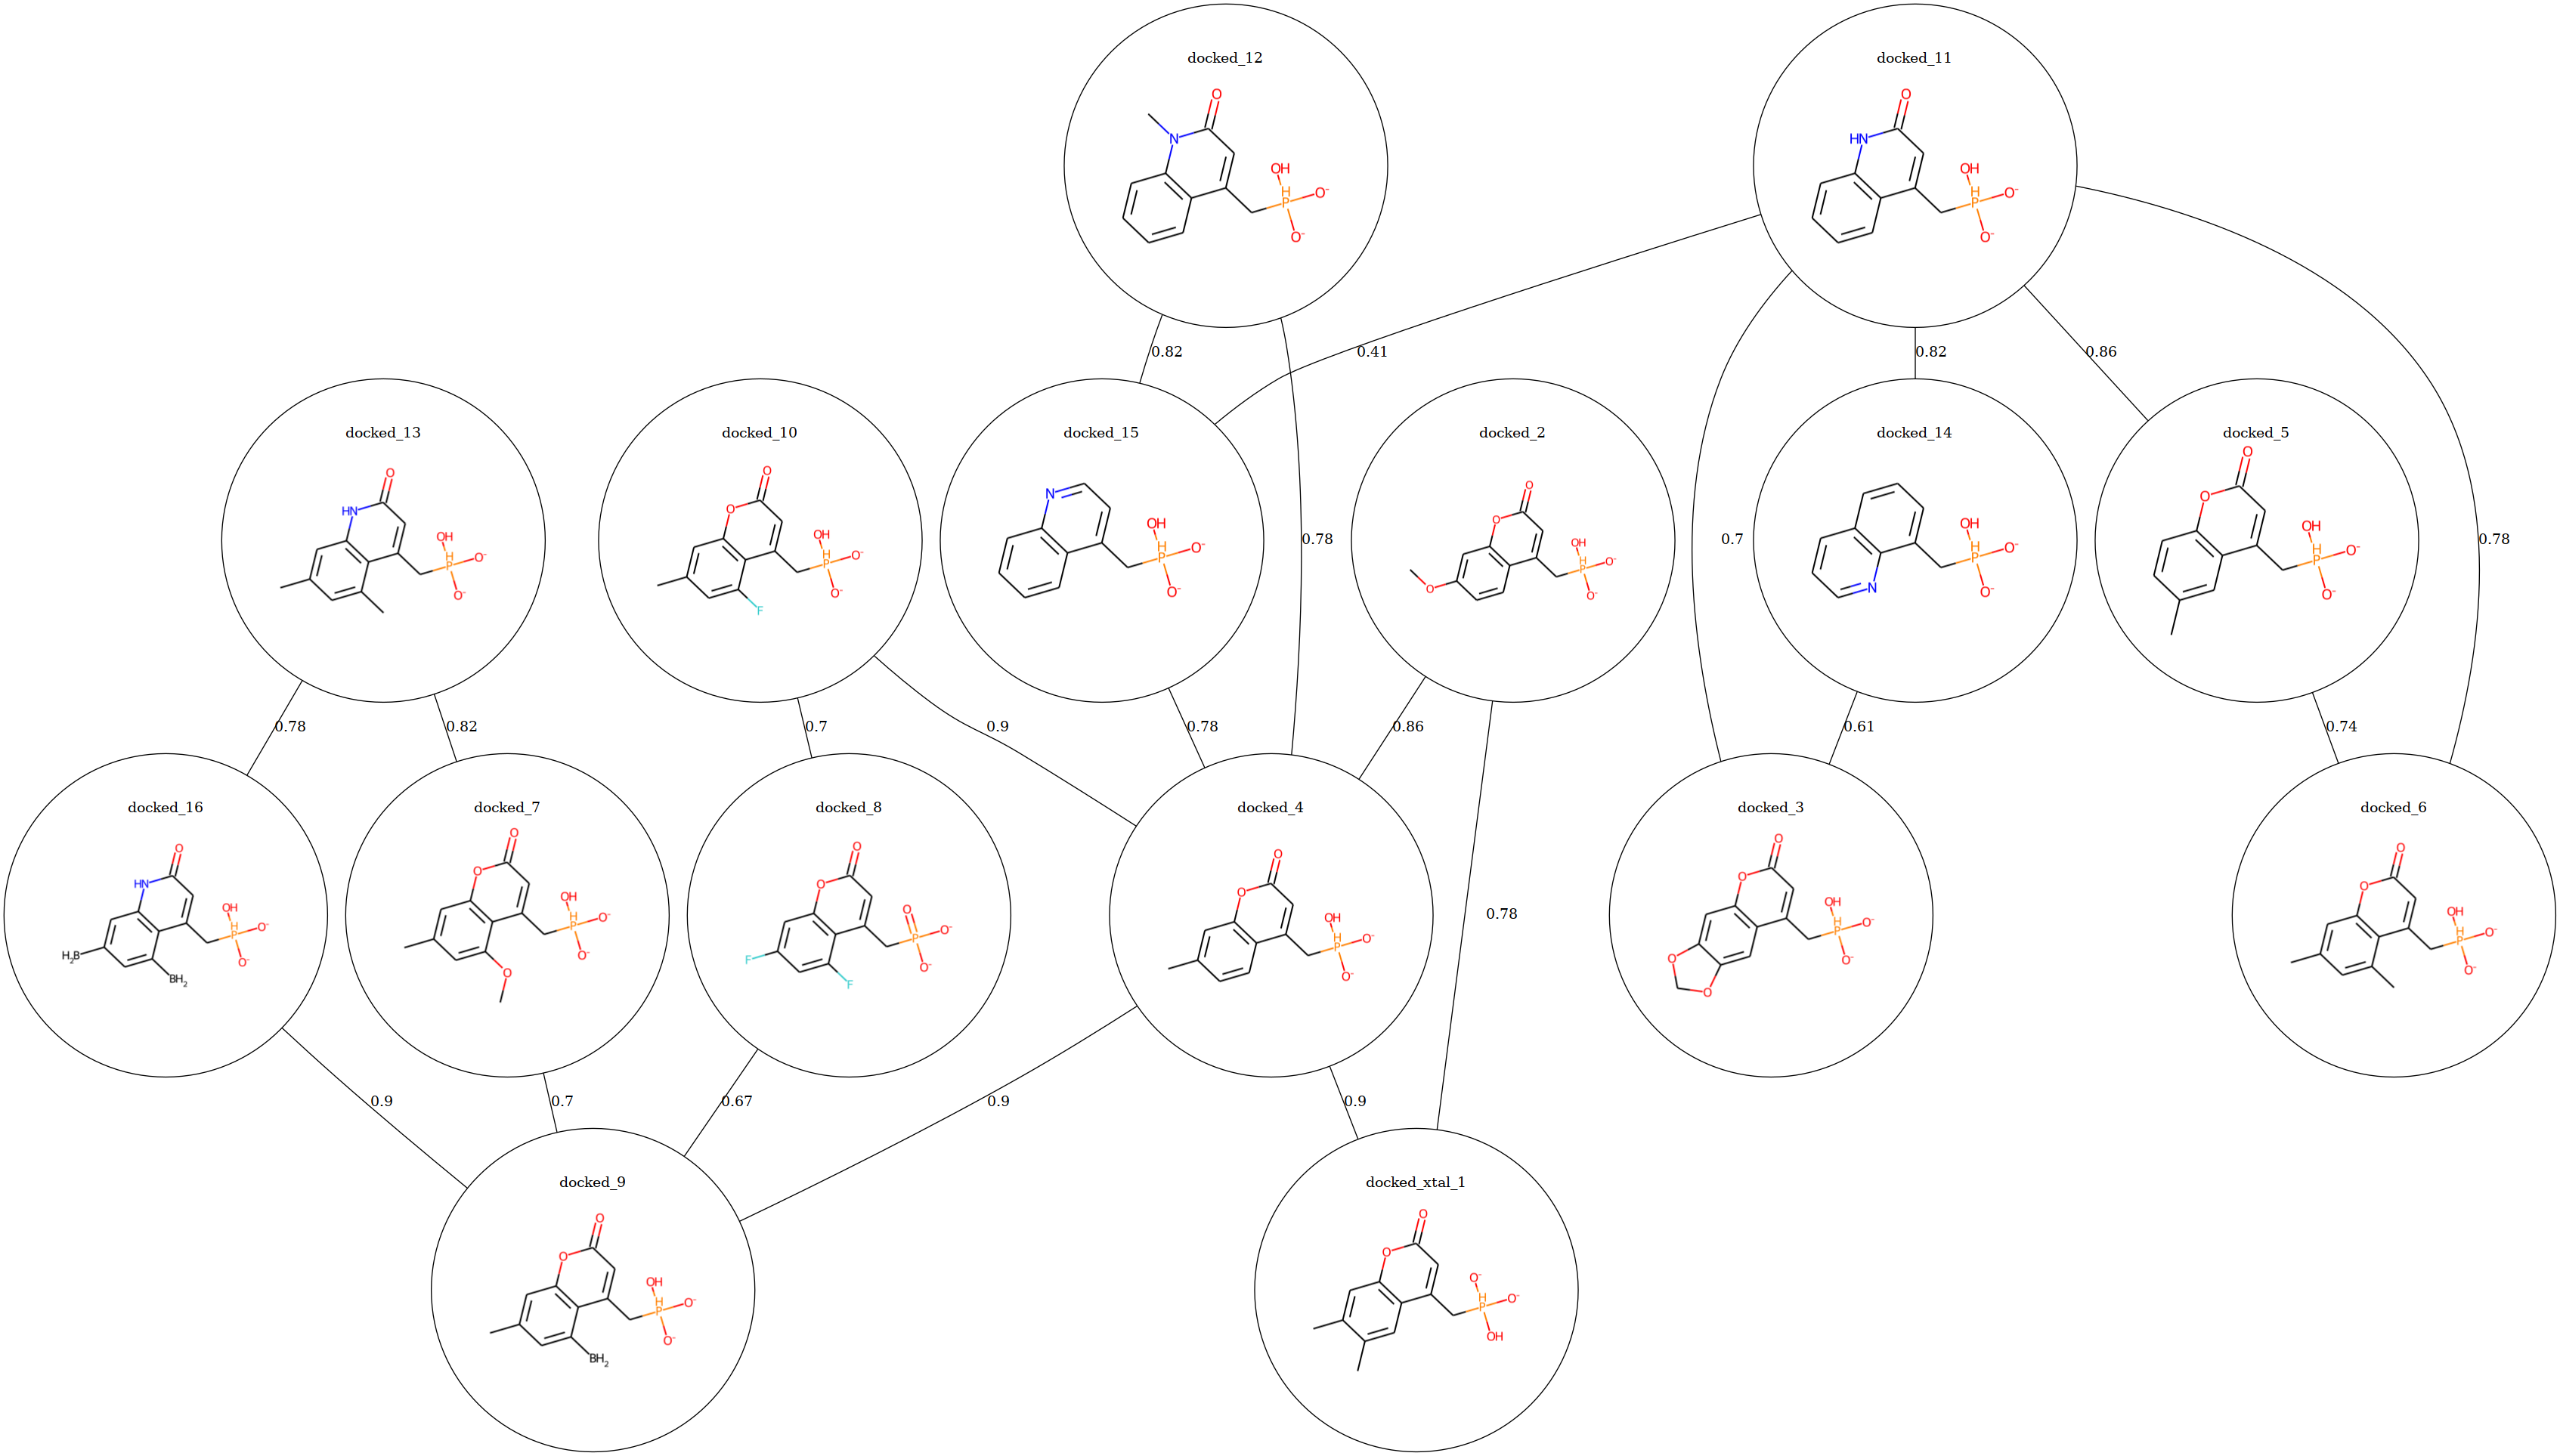 docked_12
O
N
OH
H
P
O-
O-
docked_11
O
HN
OH
H
P
O-
O-
0.82
0.41
0.82
0.86
docked_13
O
HN
OH
H
P
O-
O-
docked_10
O
O
OH
H
P
O-
O-
F
docked_15
N
OH
H
P
O-
O-
docked_2
O
O
OH
H
P
O-
O-
O
docked_14
OH
H
P
O-
O-
N
docked_5
O
O
OH
H
P
O-
O-
0.78
0.7
0.78
0.78
0.82
0.7
0.9
0.78
0.86
0.61
0.74
docked_16
O
HN
OH
H
P
O-
O-
H2B
BH2
docked_7
O
O
OH
H
P
O-
O-
O
docked_8
O
O
O
P
O-
O-
F
F
docked_4
O
O
OH
H
P
O-
O-
docked_3
O
O
OH
H
P
O-
O-
O
O
docked_6
O
O
OH
H
P
O-
O-
0.78
0.9
0.7
0.67
0.9
0.9
docked_9
O
O
OH
H
P
O-
O-
BH2
docked_xtal_1
O
O
O-
H
P
O-
OH